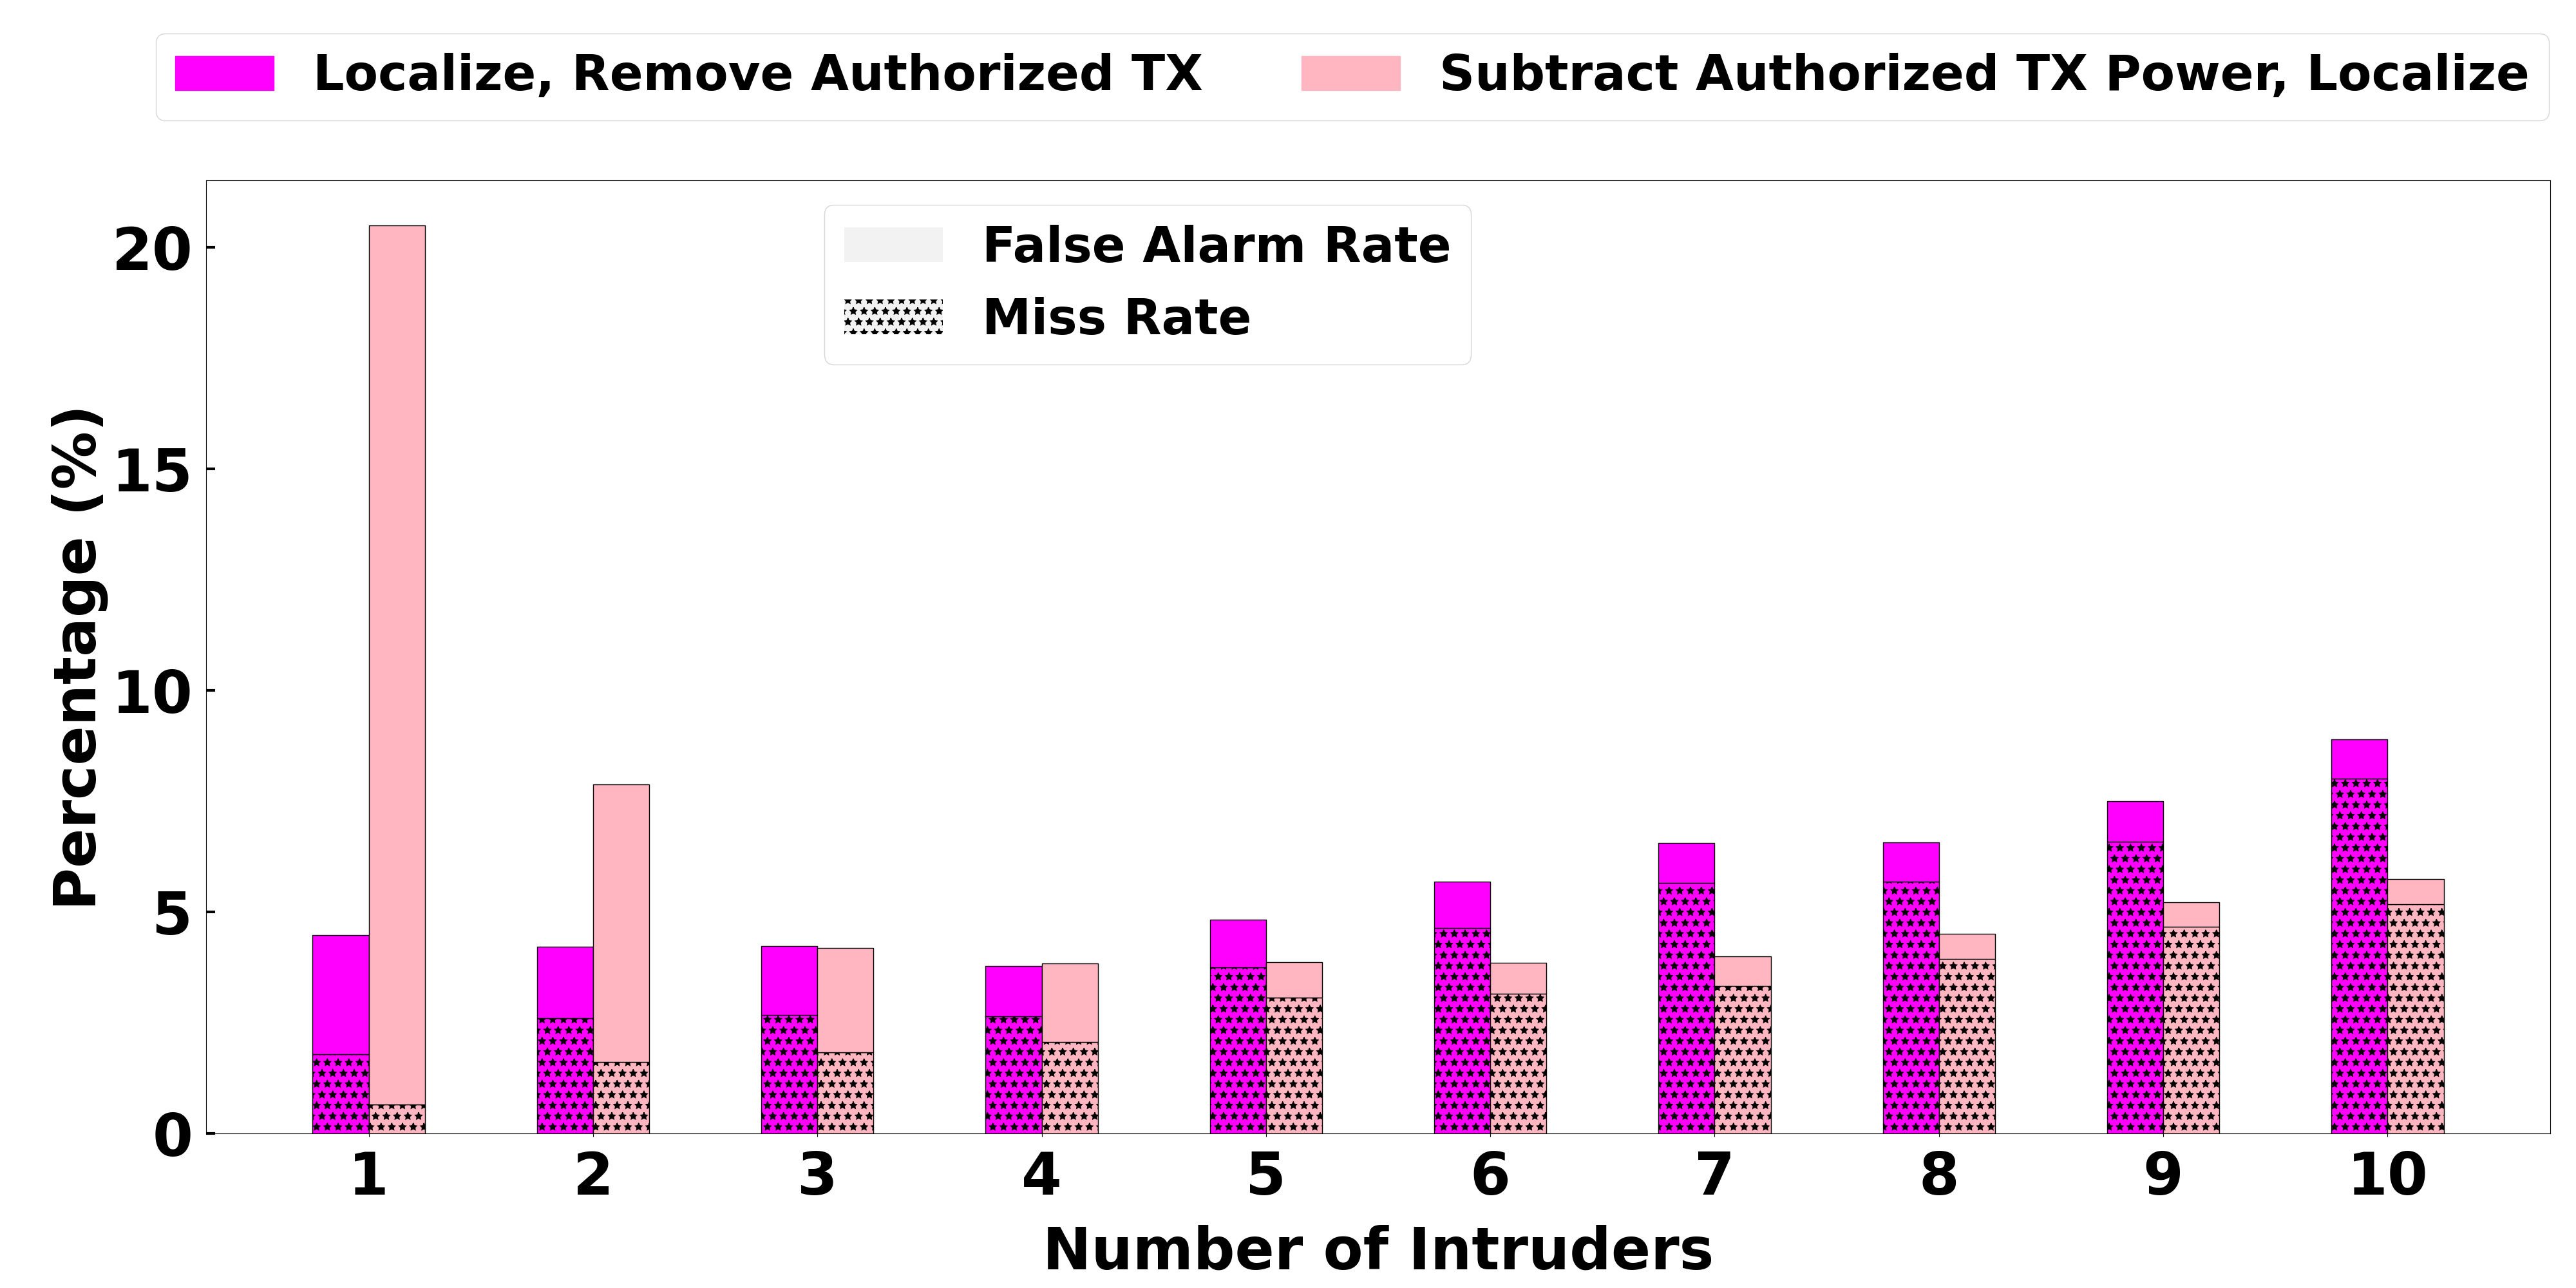 Localize, Remove Authorized TX
Subtract Authorized TX Power, Localize
False Alarm Rate
Miss Rate
Percentage (%)
20
15
10
5
0
1 2 3 4 5 6 7 8 9 10
Number of Intruders